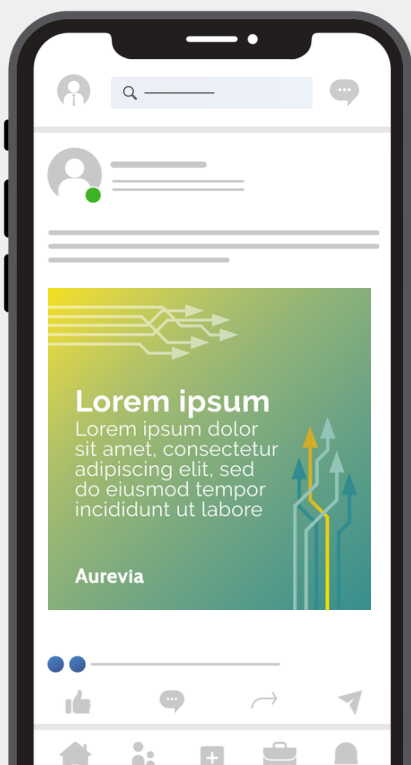 Lorem ipsum
Lorem ipsum dolor
sit amet, consectetur
adipiscing elit, sed
do eiusmod tempor
incididunt ut labore
Aurevia